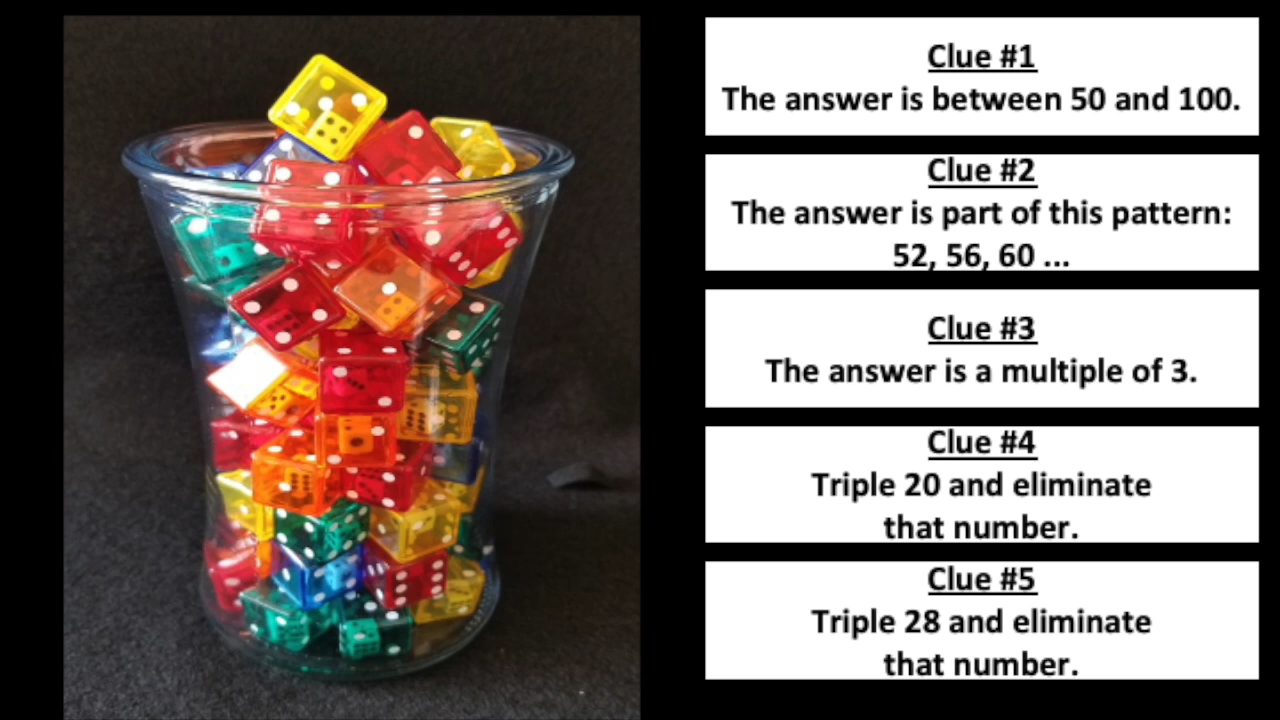 Clue #1
The answer is between 50 and 100.
Clue #2
The answer is part of this pattern:
52, 56, 60 ...
Clue #3
The answer is a multiple of 3.
Clue #4
Triple 20 and eliminate
that number.
Clue #5
Triple 28 and eliminate
that number.